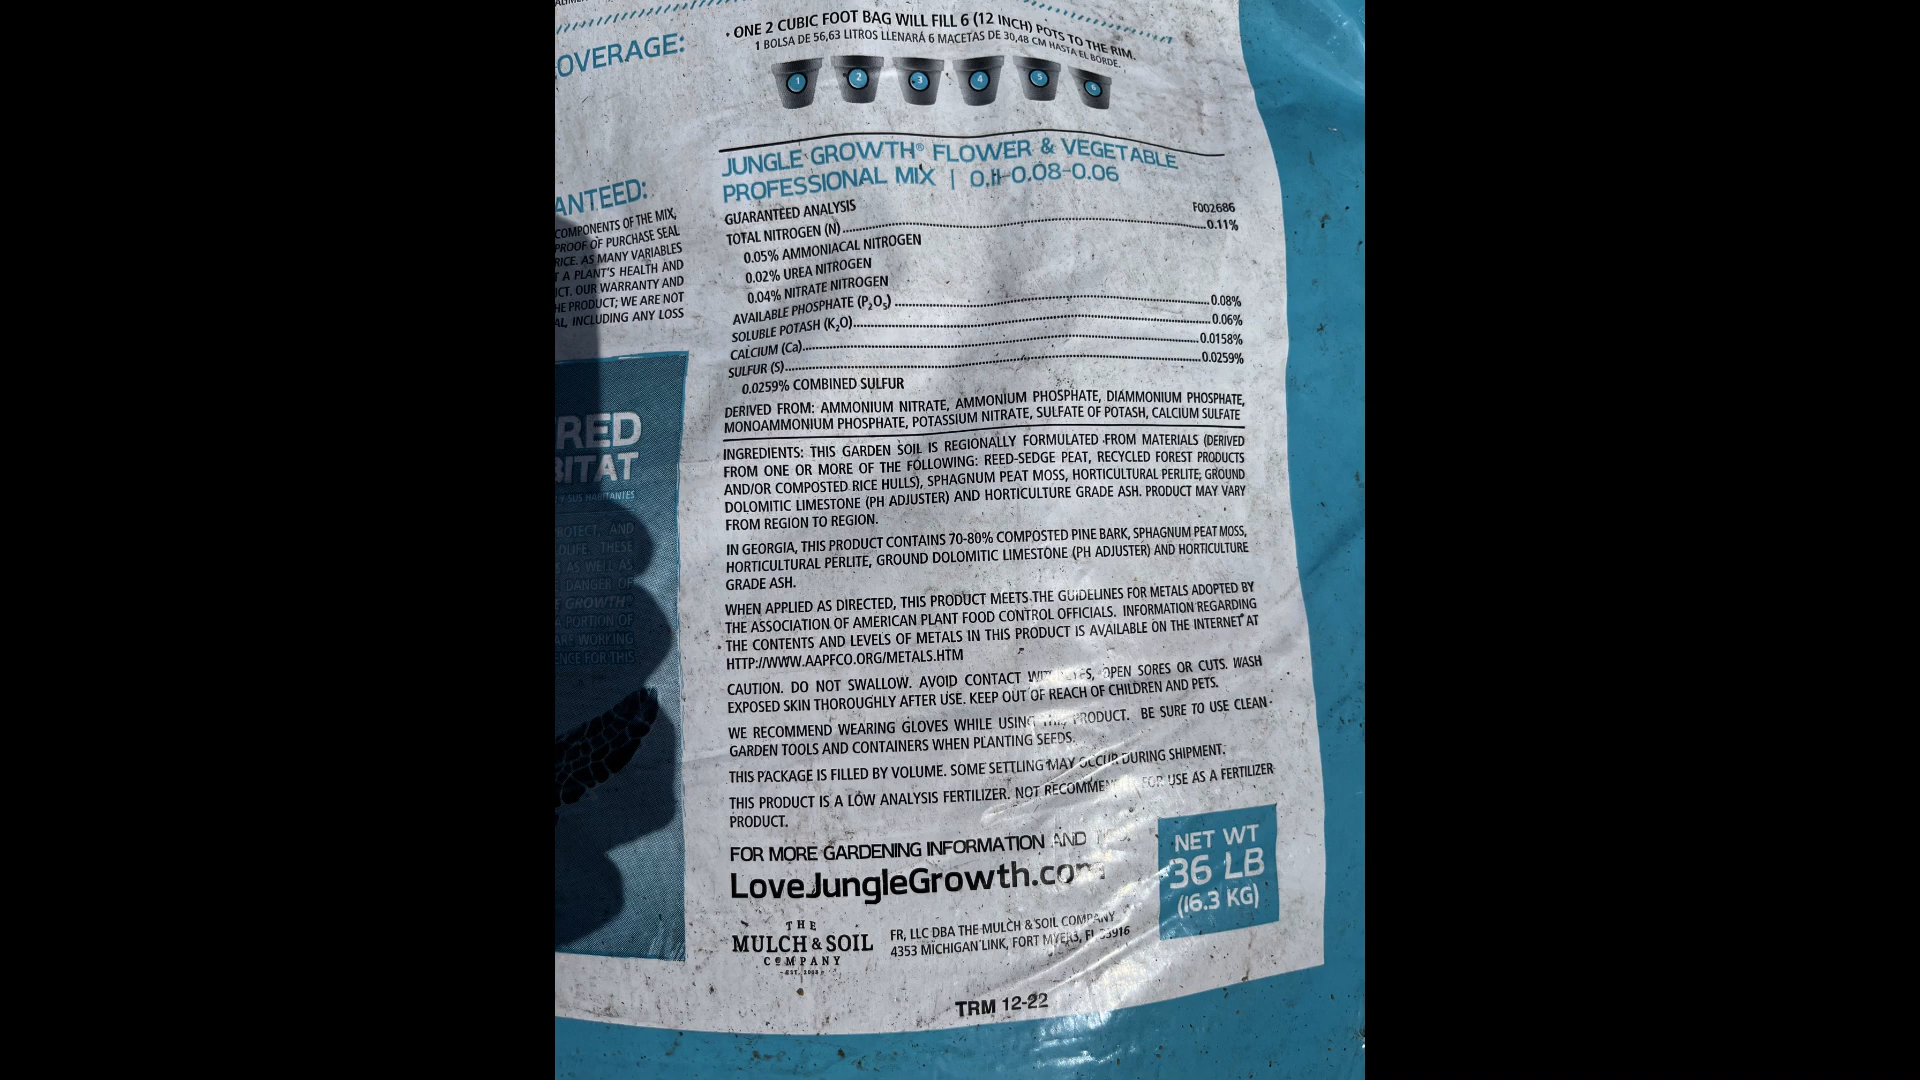 OVERAGE:
• ONE 2 CUBIC FOOT BAG WILL FILL 6 (12 INCH) POTS TO THE RIM.
1 BOLSA DE 56,63 LITROS LLENARÁ 6 MACETAS DE 30,48 CM HASTA EL BORDE.
1 2 3 4 5 6
ANTEED:
COMPONENTS OF THE MIX,
PROOF OF PURCHASE SEAL
RICE. AS MANY VARIABLES
T A PLANT'S HEALTH AND
CT. OUR WARRANTY AND
HE PRODUCT; WE ARE NOT
AL, INCLUDING ANY LOSS
RED
BITAT
Y SUS HABITANTES
ROTECT, AND
DLIFE. THESE
S AS WELL AS
DANGER OF
E GROWTH®
A PORTION OF
ARE WORKING
ENCE FOR THIS
JUNGLE GROWTH® FLOWER & VEGETABLE
PROFESSIONAL MIX | 0.11-0.08-0.06
GUARANTEED ANALYSIS F002686
TOTAL NITROGEN (N) 0.11%
0.05% AMMONIACAL NITROGEN
0.02% UREA NITROGEN
0.04% NITRATE NITROGEN
AVAILABLE PHOSPHATE (P2O5) 0.08%
SOLUBLE POTASH (K2O) 0.06%
CALCIUM (Ca) 0.0158%
SULFUR (S) 0.0259%
0.0259% COMBINED SULFUR
DERIVED FROM: AMMONIUM NITRATE, AMMONIUM PHOSPHATE, DIAMMONIUM PHOSPHATE,
MONOAMMONIUM PHOSPHATE, POTASSIUM NITRATE, SULFATE OF POTASH, CALCIUM SULFATE
INGREDIENTS: THIS GARDEN SOIL IS REGIONALLY FORMULATED FROM MATERIALS (DERIVED
FROM ONE OR MORE OF THE FOLLOWING: REED-SEDGE PEAT, RECYCLED FOREST PRODUCTS
AND/OR COMPOSTED RICE HULLS), SPHAGNUM PEAT MOSS, HORTICULTURAL PERLITE, GROUND
DOLOMITIC LIMESTONE (PH ADJUSTER) AND HORTICULTURE GRADE ASH. PRODUCT MAY VARY
FROM REGION TO REGION.
IN GEORGIA, THIS PRODUCT CONTAINS 70-80% COMPOSTED PINE BARK, SPHAGNUM PEAT MOSS,
HORTICULTURAL PERLITE, GROUND DOLOMITIC LIMESTONE (PH ADJUSTER) AND HORTICULTURE
GRADE ASH.
WHEN APPLIED AS DIRECTED, THIS PRODUCT MEETS THE GUIDELINES FOR METALS ADOPTED BY
THE ASSOCIATION OF AMERICAN PLANT FOOD CONTROL OFFICIALS. INFORMATION REGARDING
THE CONTENTS AND LEVELS OF METALS IN THIS PRODUCT IS AVAILABLE ON THE INTERNET AT
HTTP://WWW.AAPFCO.ORG/METALS.HTM
CAUTION. DO NOT SWALLOW. AVOID CONTACT WITH EYES, OPEN SORES OR CUTS. WASH
EXPOSED SKIN THOROUGHLY AFTER USE. KEEP OUT OF REACH OF CHILDREN AND PETS.
WE RECOMMEND WEARING GLOVES WHILE USING THIS PRODUCT. BE SURE TO USE CLEAN
GARDEN TOOLS AND CONTAINERS WHEN PLANTING SEEDS.
THIS PACKAGE IS FILLED BY VOLUME. SOME SETTLING MAY OCCUR DURING SHIPMENT.
THIS PRODUCT IS A LOW ANALYSIS FERTILIZER. NOT RECOMMENDED FOR USE AS A FERTILIZER
PRODUCT.
FOR MORE GARDENING INFORMATION AND
LoveJungleGrowth.com
NET WT
36 LB
(16.3 KG)
THE
MULCH & SOIL
COMPANY
FR, LLC DBA THE MULCH & SOIL COMPANY
4353 MICHIGAN LINK, FORT MYERS, FL 33916
TRM 12-22